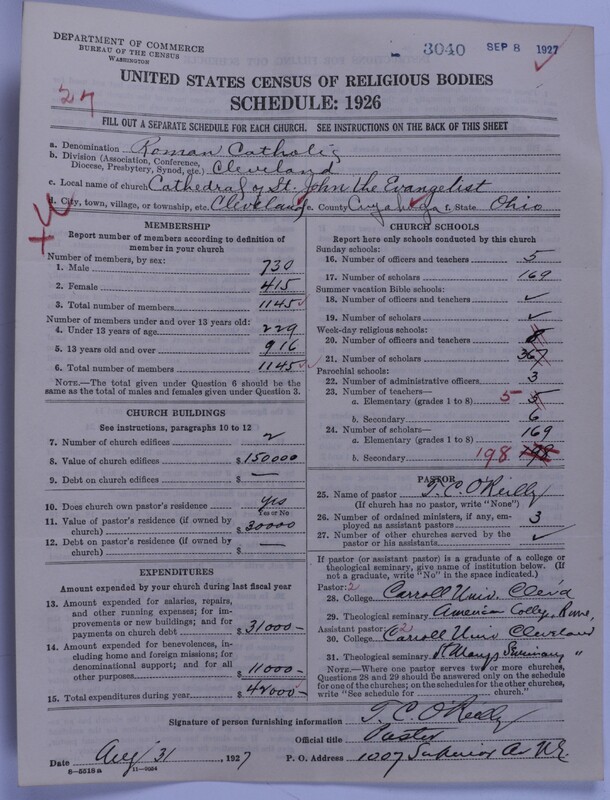 DEPARTMENT OF COMMERCE
BUREAU OF THE CENSUS
WASHINGTON
3040 SEP 8 1927
UNITED STATES CENSUS OF RELIGIOUS BODIES
SCHEDULE: 1926
27
FILL OUT A SEPARATE SCHEDULE FOR EACH CHURCH. SEE INSTRUCTIONS ON THE BACK OF THIS SHEET
a. Denomination Roman Catholic
b. Division (Association, Conference, Diocese, Presbytery, Synod, etc.) Cleveland
c. Local name of church Cathedral of St. John the Evangelist
d. City, town, village, or township, etc. Cleveland e. County Cuyahoga f. State Ohio
MEMBERSHIP
Report number of members according to definition of
member in your church
Number of members, by sex:
1. Male 730
2. Female 415
3. Total number of members 1145
Number of members under and over 13 years old:
4. Under 13 years of age 229
5. 13 years old and over 916
6. Total number of members 1145
NOTE.—The total given under Question 6 should be the
same as the total of males and females given under Question 3.
CHURCH BUILDINGS
See instructions, paragraphs 10 to 12
7. Number of church edifices 2
8. Value of church edifices $150000
9. Debt on church edifices $ —
10. Does church own pastor's residence? Yes
Yes or No
11. Value of pastor's residence (if owned by
church) $30000
12. Debt on pastor's residence (if owned by
church) $ —
EXPENDITURES
Amount expended by your church during last fiscal year
13. Amount expended for salaries, repairs,
and other running expenses; for im-
provements or new buildings; and for
payments on church debt $31000—
14. Amount expended for benevolences,
including home and foreign missions; for
denominational support; and for all
other purposes 11000—
15. Total expenditures during year $42000—
CHURCH SCHOOLS
Report here only schools conducted by this church
Sunday schools:
16. Number of officers and teachers 5
17. Number of scholars 169
Summer vacation Bible schools:
18. Number of officers and teachers ✓
19. Number of scholars ✓
Week-day religious schools:
20. Number of officers and teachers
21. Number of scholars 367
Parochial schools:
22. Number of administrative officers 3
23. Number of teachers—
a. Elementary (grades 1 to 8) 5 5
b. Secondary 6
24. Number of scholars—
a. Elementary (grades 1 to 8) 169
b. Secondary 198 198
PASTOR
25. Name of pastor T. C. O'Reilly
(If church has no pastor, write "None")
26. Number of ordained ministers, if any, em-
ployed as assistant pastors 3
27. Number of other churches served by the
pastor or his assistants ✓
If pastor (or assistant pastor) is a graduate of a college or
theological seminary, give name of institution below. (If
not a graduate, write "No" in the space indicated.)
Pastor: 2
28. College Carroll Univ. Clev'd
29. Theological seminary American Colleg, Rome,
Assistant pastor: 2
30. College Carroll Univ Cleveland
31. Theological seminary St Marys Seminary "
NOTE.—Where one pastor serves two or more churches,
Questions 28 and 29 should be answered only on the schedule
for one of the churches; on the schedules for the other churches,
write "See schedule for church."
Signature of person furnishing information T. C. O'Reilly
Official title Pastor
Date Aug 31, 1927 P. O. Address 1007 Superior Av N.E.
8-5518a 11-9054